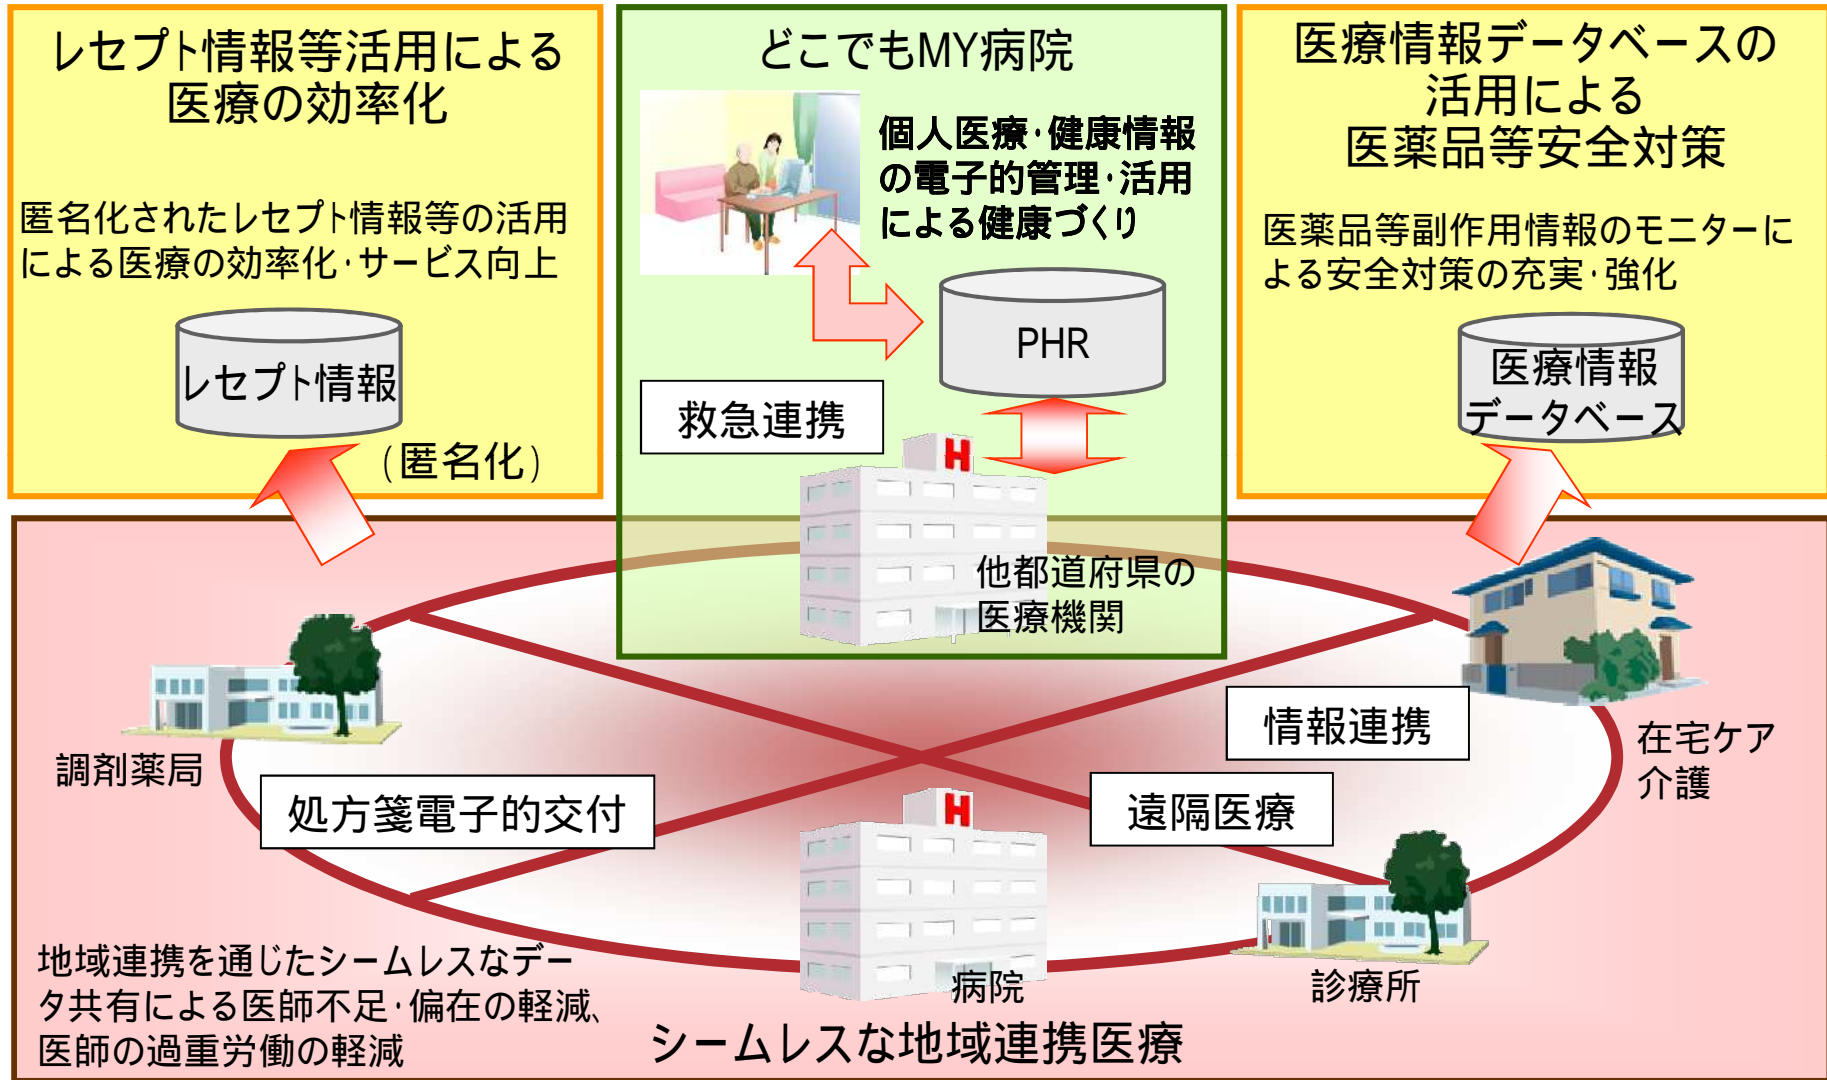 レセプト情報等活用による
医療の効率化
匿名化されたレセプト情報等の活用
による医療の効率化･サービス向上
レセプト情報
(匿名化)
どこでもMY病院
個人医療･健康情報
の電子的管理･活用
による健康づくり
PHR
救急連携
H
他都道府県の
医療機関
医療情報データベースの
活用による
医薬品等安全対策
医薬品等副作用情報のモニターに
よる安全対策の充実･強化
医療情報
データベース
調剤薬局
処方箋電子的交付
情報連携
遠隔医療
在宅ケア
介護
H
病院
診療所
地域連携を通じたシームレスなデー
タ共有による医師不足･偏在の軽減、
医師の過重労働の軽減
シームレスな地域連携医療